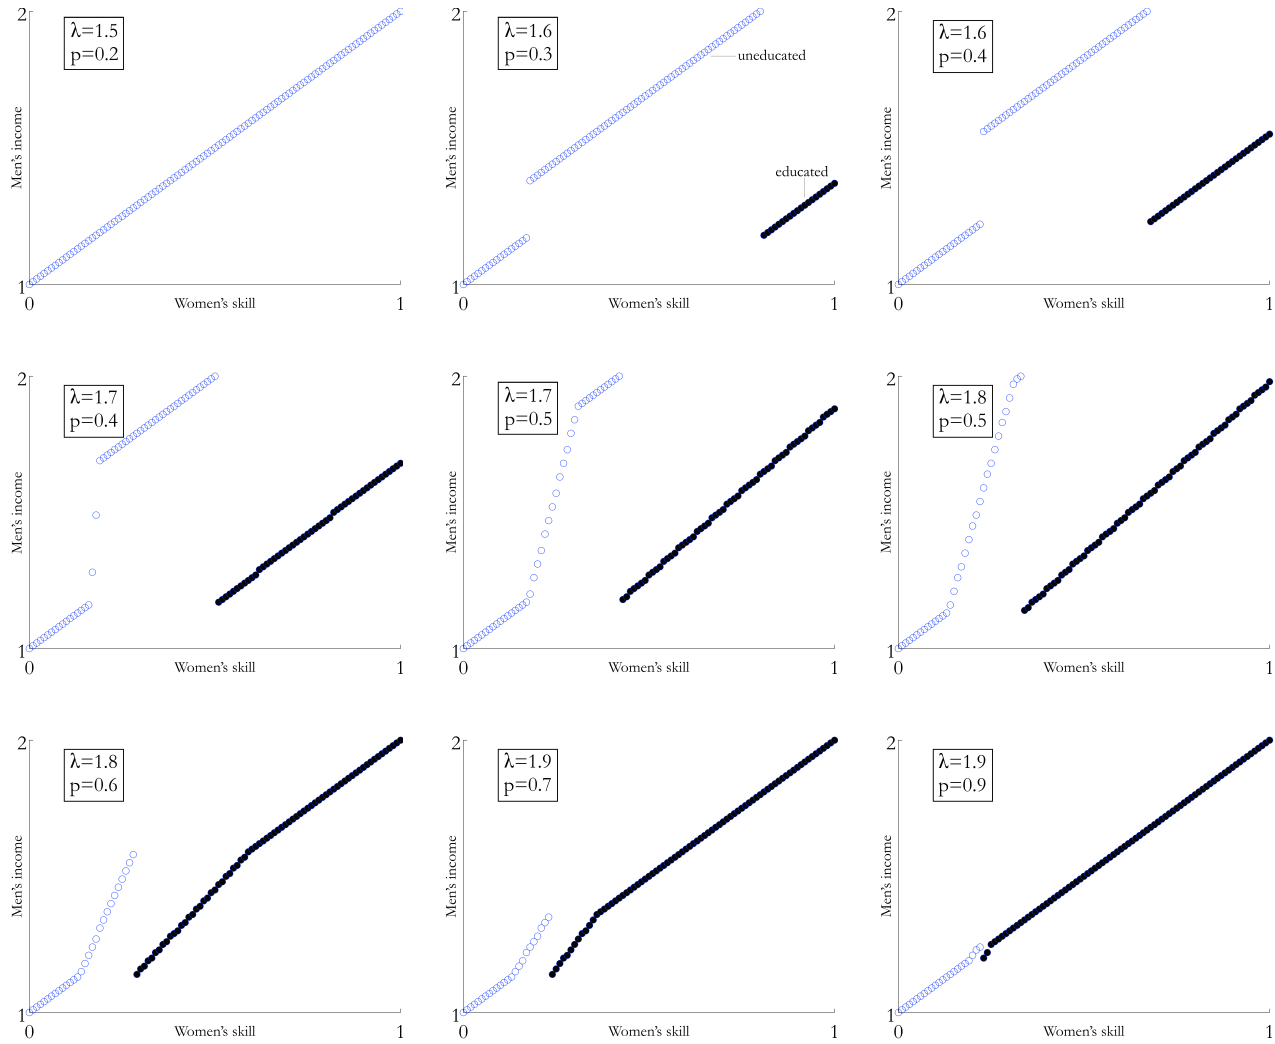 2
λ=1.5
p=0.2
Men's income
1
0
Women's skill
1
2
λ=1.6
p=0.3
uneducated
educated
Men's income
1
0
Women's skill
1
2
λ=1.6
p=0.4
Men's income
1
0
Women's skill
1
2
λ=1.7
p=0.4
Men's income
1
0
Women's skill
1
2
λ=1.7
p=0.5
Men's income
1
0
Women's skill
1
2
λ=1.8
p=0.5
Men's income
1
0
Women's skill
1
2
λ=1.8
p=0.6
Men's income
1
0
Women's skill
1
2
λ=1.9
p=0.7
Men's income
1
0
Women's skill
1
2
λ=1.9
p=0.9
Men's income
1
0
Women's skill
1